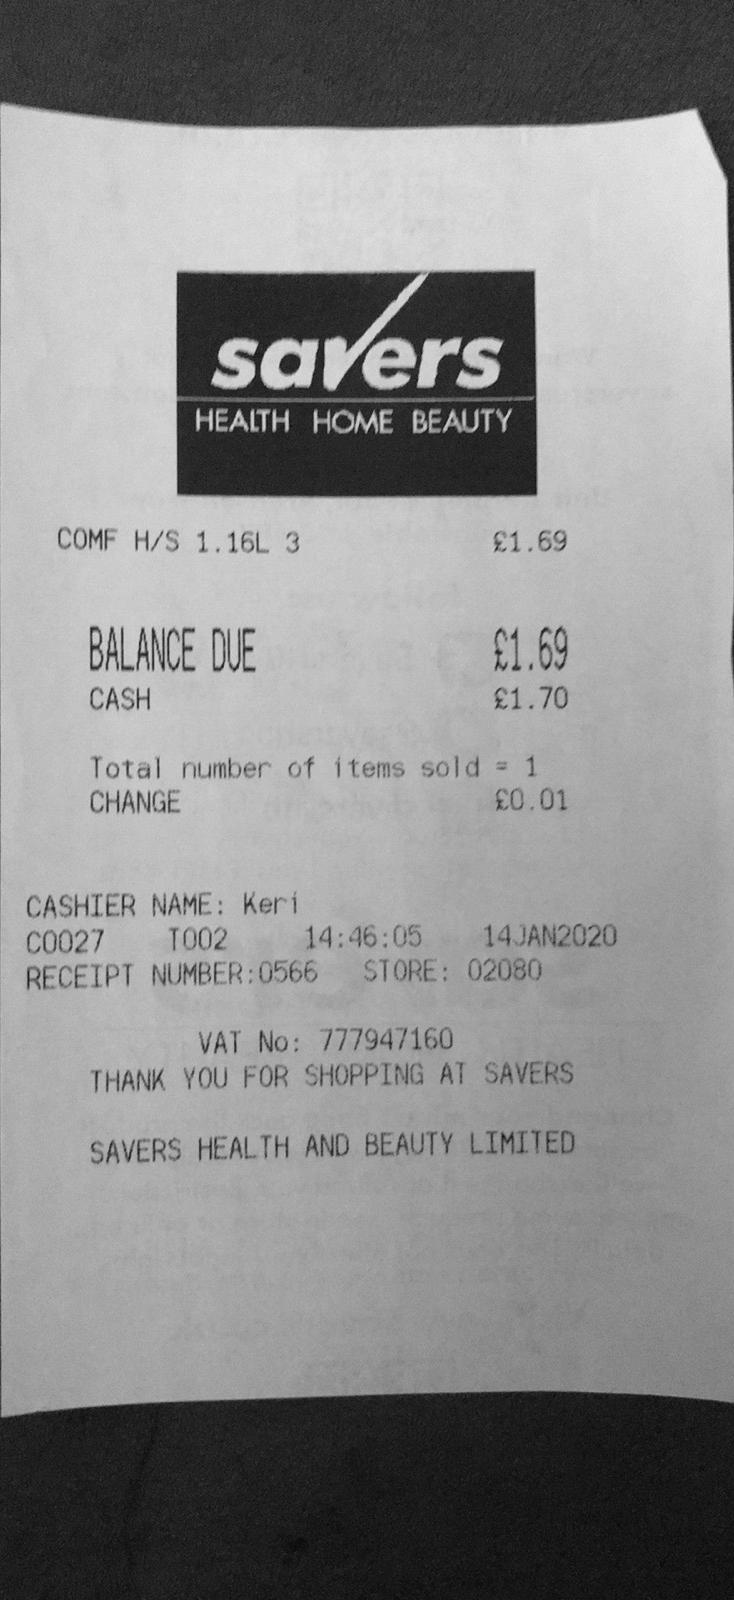 savers
HEALTH HOME BEAUTY
COMF H/S 1.16L 3 £1.69
BALANCE DUE £1.69
CASH £1.70
Total number of items sold = 1
CHANGE £0.01
CASHIER NAME: Keri
C0027 T002 14:46:05 14JAN2020
RECEIPT NUMBER:0566 STORE: 02080
VAT No: 777947160
THANK YOU FOR SHOPPING AT SAVERS
SAVERS HEALTH AND BEAUTY LIMITED